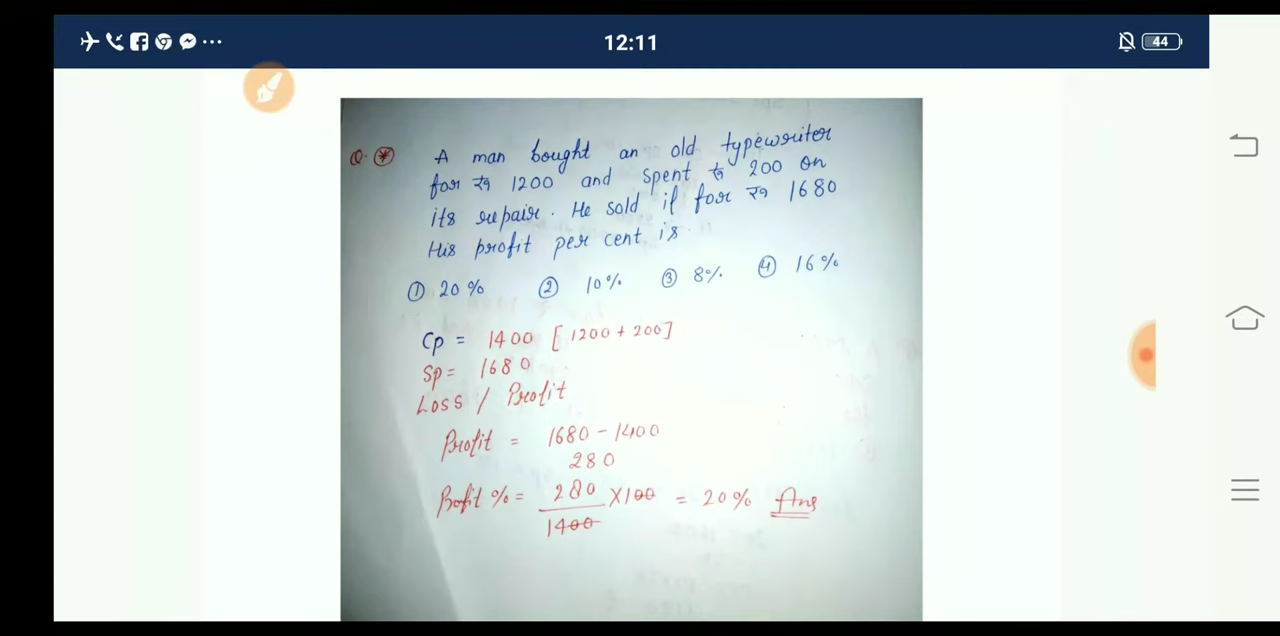 12:11
44
Q. * A man bought an old typewriter
for रु 1200 and spent रु 200 on
its repair. He sold if for रु 1680
His profit per cent is.
① 20% ② 10% ③ 8% ④ 16%
Cp = 1400 [1200 + 200]
Sp = 1680
Loss / Profit
Profit = 1680 - 1400
280
Profit % = 280/1400 X100 = 20% Ans